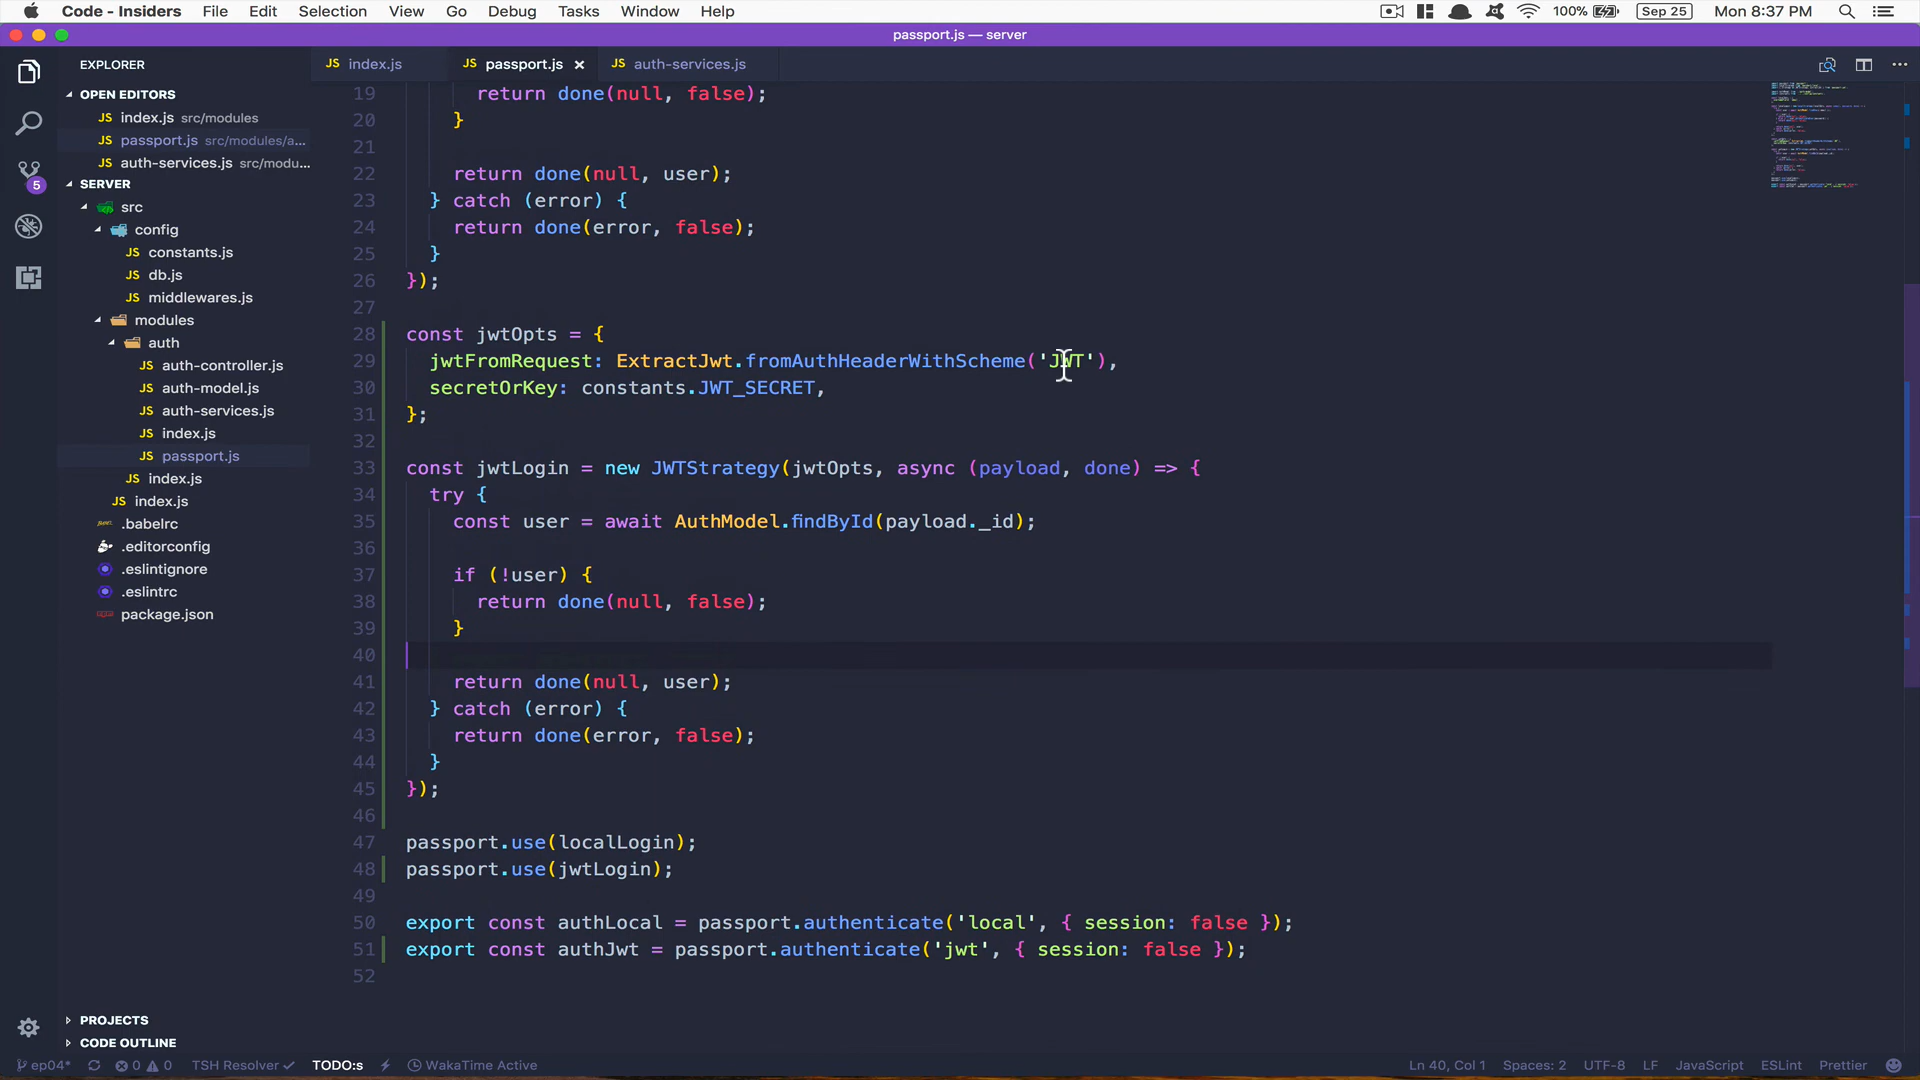 Code - Insiders File Edit Selection View Go Debug Tasks Window Help 100% Sep 25 Mon 8:37 PM
passport.js — server
EXPLORER
JS index.js JS passport.js × JS auth-services.js
OPEN EDITORS
JS index.js src/modules
JS passport.js src/modules/a...
JS auth-services.js src/modu...
SERVER
src
config
JS constants.js
JS db.js
JS middlewares.js
modules
auth
JS auth-controller.js
JS auth-model.js
JS auth-services.js
JS index.js
JS passport.js
JS index.js
JS index.js
.babelrc
.editorconfig
.eslintignore
.eslintrc
package.json
PROJECTS
CODE OUTLINE
5
19 return done(null, false);
20 }
21
22 return done(null, user);
23 } catch (error) {
24 return done(error, false);
25 }
26 });
27
28 const jwtOpts = {
29 jwtFromRequest: ExtractJwt.fromAuthHeaderWithScheme('JWT'),
30 secretOrKey: constants.JWT_SECRET,
31 };
32
33 const jwtLogin = new JWTStrategy(jwtOpts, async (payload, done) => {
34 try {
35 const user = await AuthModel.findById(payload._id);
36
37 if (!user) {
38 return done(null, false);
39 }
40
41 return done(null, user);
42 } catch (error) {
43 return done(error, false);
44 }
45 });
46
47 passport.use(localLogin);
48 passport.use(jwtLogin);
49
50 export const authLocal = passport.authenticate('local', { session: false });
51 export const authJwt = passport.authenticate('jwt', { session: false });
52
ep04* 0 0 TSH Resolver TODO:s WakaTime Active Ln 40, Col 1 Spaces: 2 UTF-8 LF JavaScript ESLint Prettier